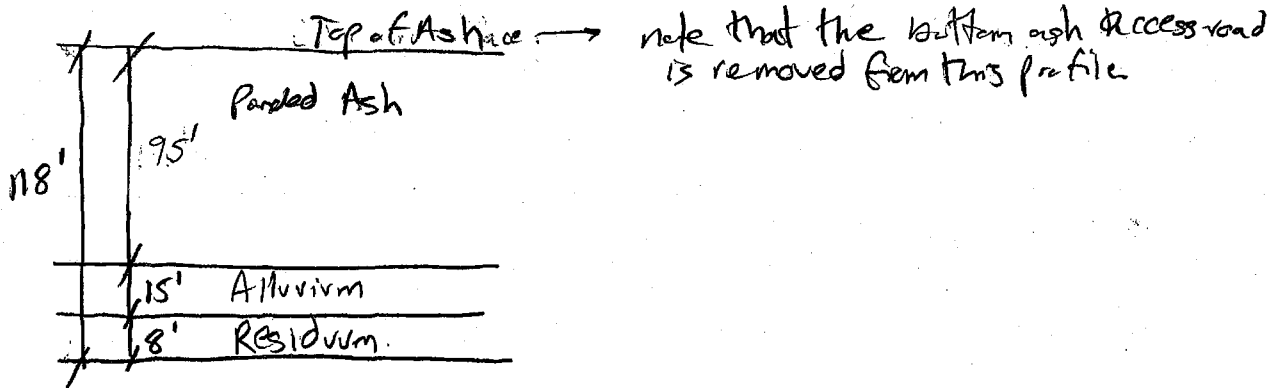 Top of Ash → note that the bottom ash access road
is removed from this profile
Ponded Ash
95'
118'
15' Alluvium
8' Residuum.